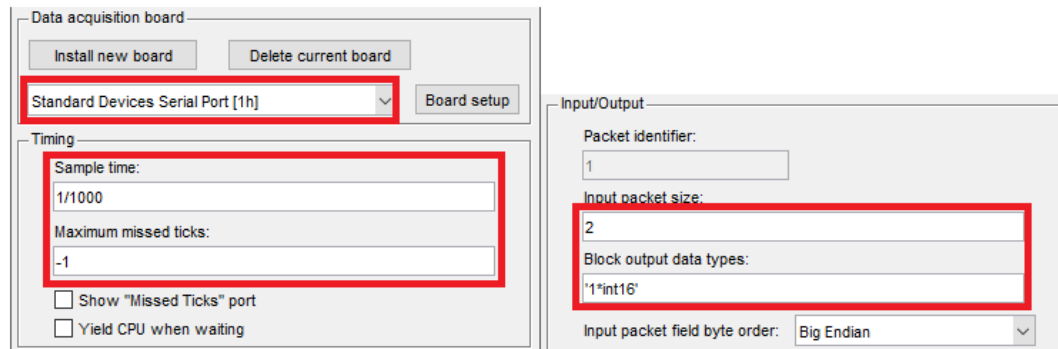 Data acquisition board
Install new board
Delete current board
Standard Devices Serial Port [1h]
Board setup
Timing
Sample time:
1/1000
Maximum missed ticks:
-1
Show "Missed Ticks" port
Yield CPU when waiting
Input/Output
Packet identifier:
1
Input packet size:
2
Block output data types:
'1*int16'
Input packet field byte order:
Big Endian